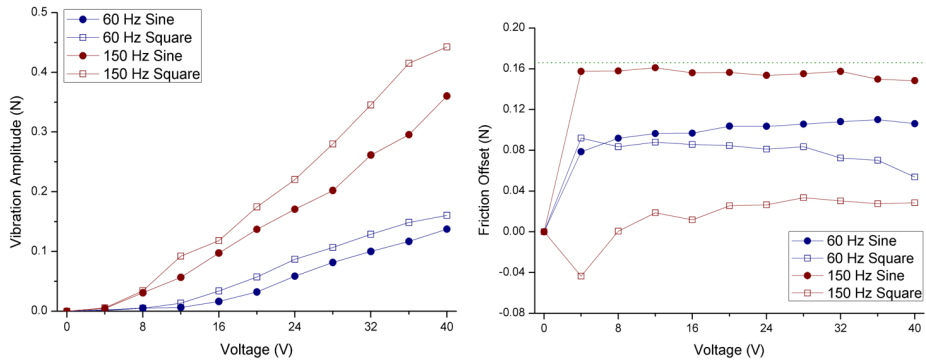 0.5
0.4
0.3
0.2
0.1
0.0
Vibration Amplitude (N)
60 Hz Sine
60 Hz Square
150 Hz Sine
150 Hz Square
0 8 16 24 32 40
Voltage (V)
0.20
0.16
0.12
0.08
0.04
0.00
-0.04
-0.08
Friction Offset (N)
60 Hz Sine
60 Hz Square
150 Hz Sine
150 Hz Square
0 8 16 24 32 40
Voltage (V)